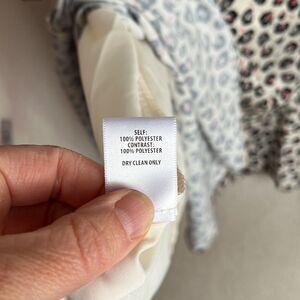 SELF:
100% POLYESTER
CONTRAST:
100% POLYESTER
DRY CLEAN ONLY